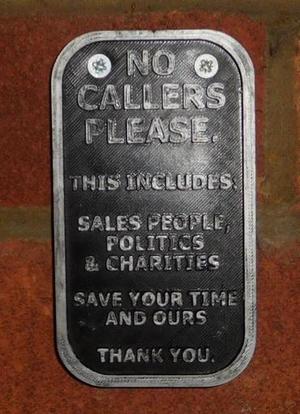 NO
CALLERS
PLEASE.
THIS INCLUDES:
SALES PEOPLE,
POLITICS
& CHARITIES
SAVE YOUR TIME
AND OURS
THANK YOU.